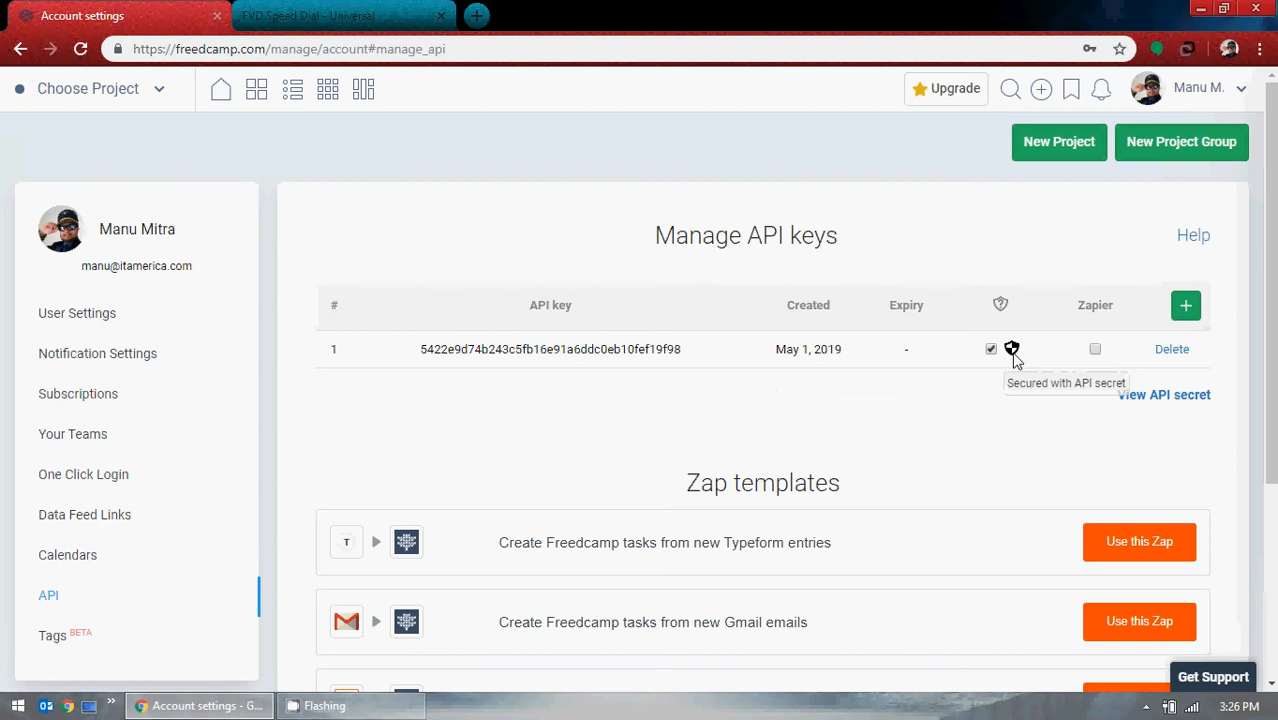 Account settings
FVD Speed Dial - Universal
https://freedcamp.com/manage/account#manage_api
Choose Project
Upgrade
Manu M.
New Project
New Project Group
Manu Mitra
manu@itamerica.com
User Settings
Notification Settings
Subscriptions
Your Teams
One Click Login
Data Feed Links
Calendars
API
Tags BETA
Manage API keys
Help
# API key Created Expiry Zapier +
1 5422e9d74b243c5fb16e91a6ddc0eb10fef19f98 May 1, 2019 - Delete
Secured with API secret
View API secret
Zap templates
T Create Freedcamp tasks from new Typeform entries Use this Zap
Create Freedcamp tasks from new Gmail emails Use this Zap
Get Support
Account settings - G...
Flashing
3:26 PM